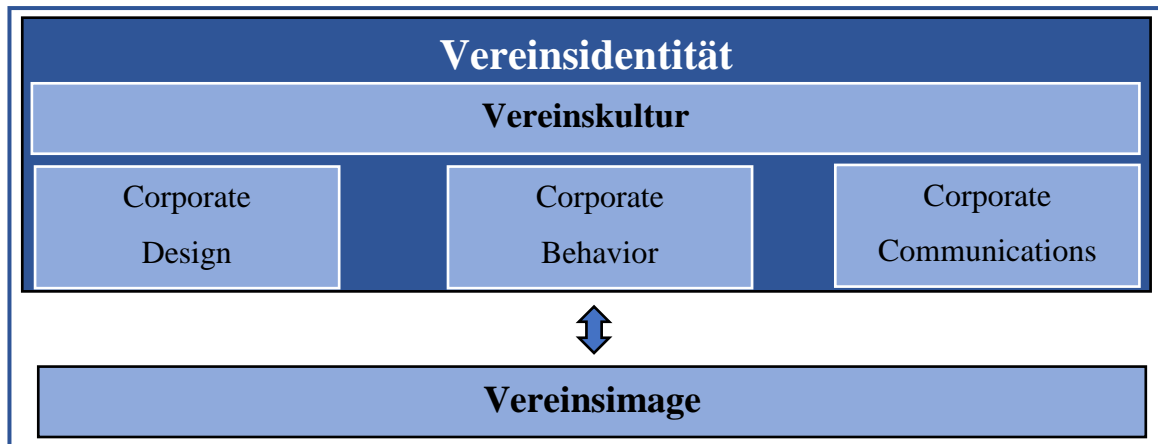 Vereinsidentität
Vereinskultur
Corporate
Design
Corporate
Behavior
Corporate
Communications
Vereinsimage